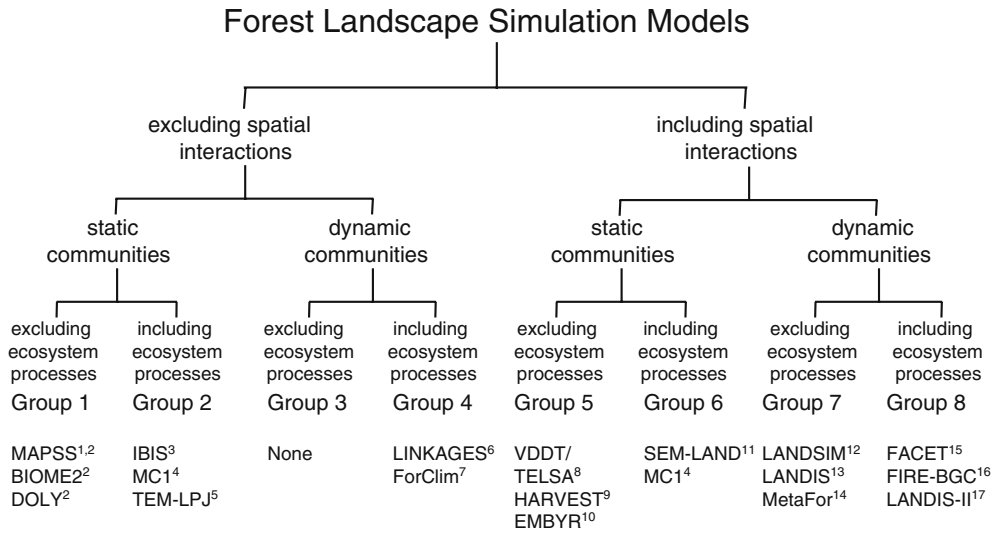 Forest Landscape Simulation Models
excluding spatial
interactions
including spatial
interactions
static
communities
dynamic
communities
static
communities
dynamic
communities
excluding
ecosystem
processes
Group 1
including
ecosystem
processes
Group 2
excluding
ecosystem
processes
Group 3
including
ecosystem
processes
Group 4
excluding
ecosystem
processes
Group 5
including
ecosystem
processes
Group 6
excluding
ecosystem
processes
Group 7
including
ecosystem
processes
Group 8
MAPSS¹,²
BIOME2²
DOLY²
IBIS³
MC1⁴
TEM-LPJ⁵
None
LINKAGES⁶
ForClim⁷
VDDT/
TELSA⁸
HARVEST⁹
EMBYR¹⁰
SEM-LAND¹¹
MC1⁴
LANDSIM¹²
LANDIS¹³
MetaFor¹⁴
FACET¹⁵
FIRE-BGC¹⁶
LANDIS-II¹⁷